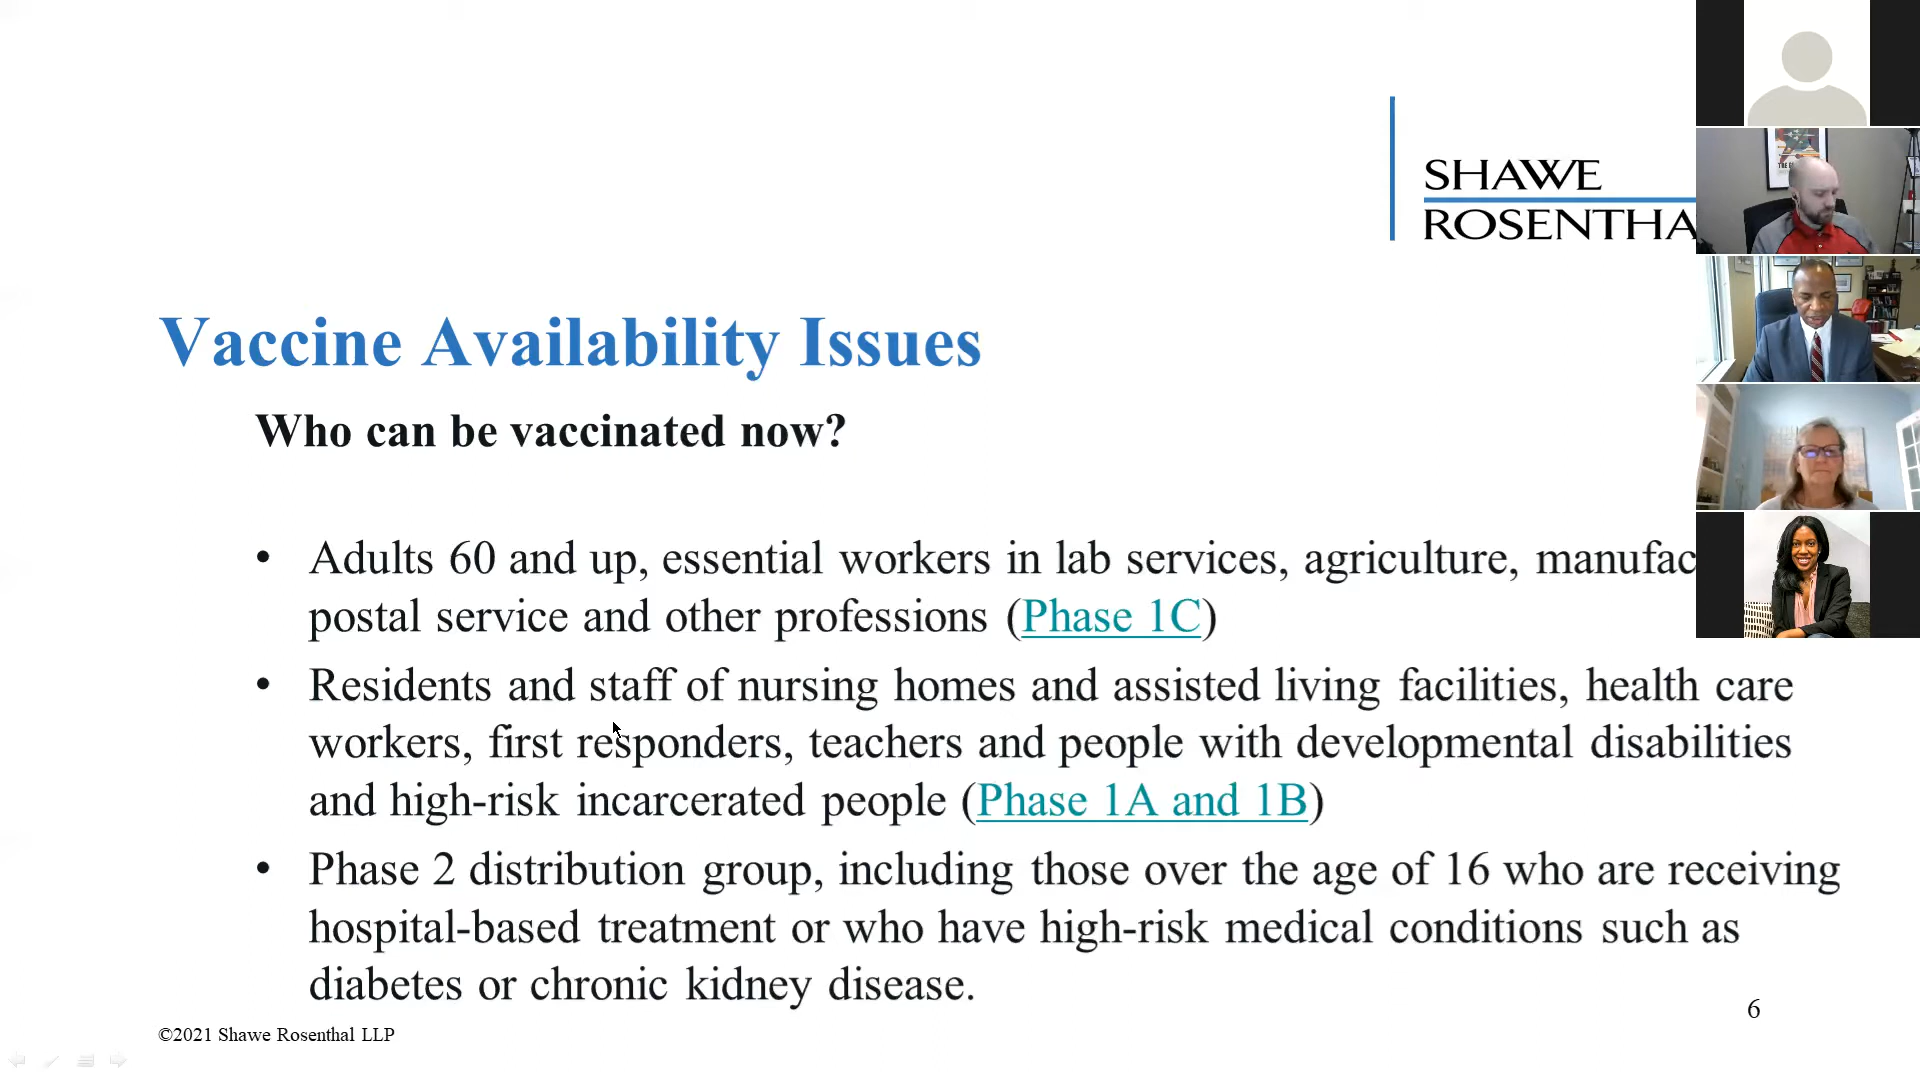 SHAWE
ROSENTHA
Vaccine Availability Issues
Who can be vaccinated now?
• Adults 60 and up, essential workers in lab services, agriculture, manufac
postal service and other professions (Phase 1C)
• Residents and staff of nursing homes and assisted living facilities, health care
workers, first responders, teachers and people with developmental disabilities
and high-risk incarcerated people (Phase 1A and 1B)
• Phase 2 distribution group, including those over the age of 16 who are receiving
hospital-based treatment or who have high-risk medical conditions such as
diabetes or chronic kidney disease.
6
©2021 Shawe Rosenthal LLP